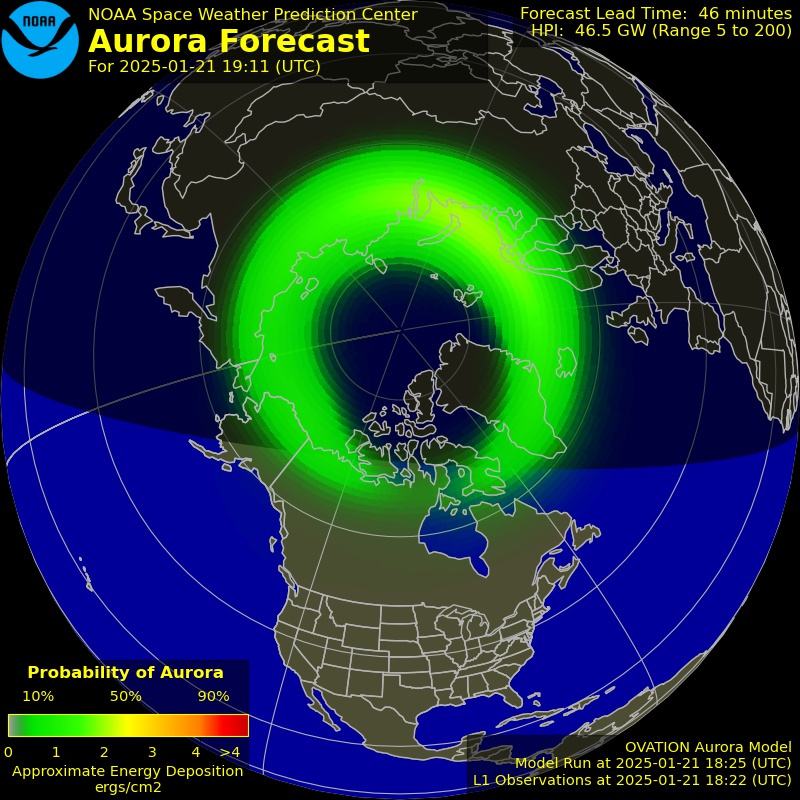 NOAA
NOAA Space Weather Prediction Center
Aurora Forecast
For 2025-01-21 19:11 (UTC)
Forecast Lead Time: 46 minutes
HPI: 46.5 GW (Range 5 to 200)
Probability of Aurora
10% 50% 90%
0 1 2 3 4 >4
Approximate Energy Deposition
ergs/cm2
OVATION Aurora Model
Model Run at 2025-01-21 18:25 (UTC)
L1 Observations at 2025-01-21 18:22 (UTC)